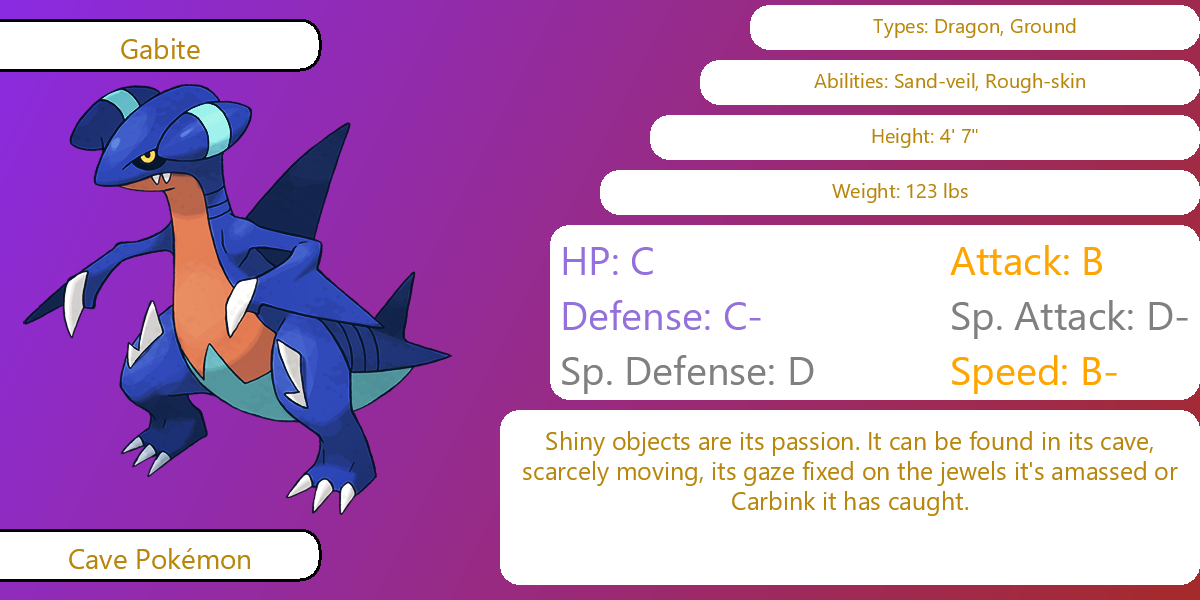 Gabite
Types: Dragon, Ground
Abilities: Sand-veil, Rough-skin
Height: 4' 7"
Weight: 123 lbs
HP: C
Attack: B
Defense: C-
Sp. Attack: D-
Sp. Defense: D
Speed: B-
Shiny objects are its passion. It can be found in its cave,
scarcely moving, its gaze fixed on the jewels it's amassed or
Carbink it has caught.
Cave Pokémon